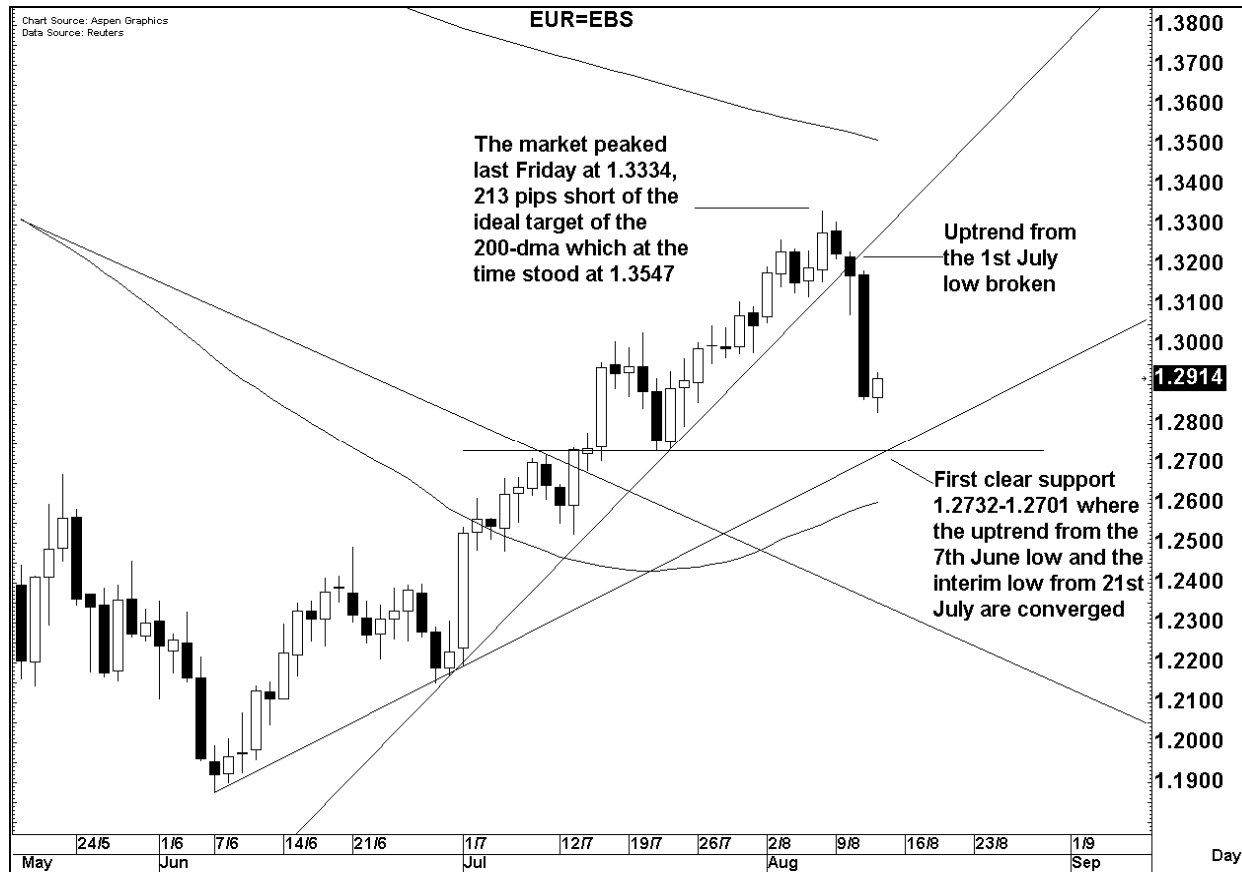 Chart Source: Aspen Graphics
Data Source: Reuters
EUR=EBS
The market peaked
last Friday at 1.3334,
213 pips short of the
ideal target of the
200-dma which at the
time stood at 1.3547
Uptrend from
the 1st July
low broken
First clear support
1.2732-1.2701 where
the uptrend from the
7th June low and the
interim low from 21st
July are converged
1.3800
1.3700
1.3600
1.3500
1.3400
1.3300
1.3200
1.3100
1.3000
1.2914
1.2800
1.2700
1.2600
1.2500
1.2400
1.2300
1.2200
1.2100
1.2000
1.1900
24/5 1/6 7/6 14/6 21/6 1/7 12/7 19/7 26/7 2/8 9/8 16/8 23/8 1/9
May Jun Jul Aug Sep Day